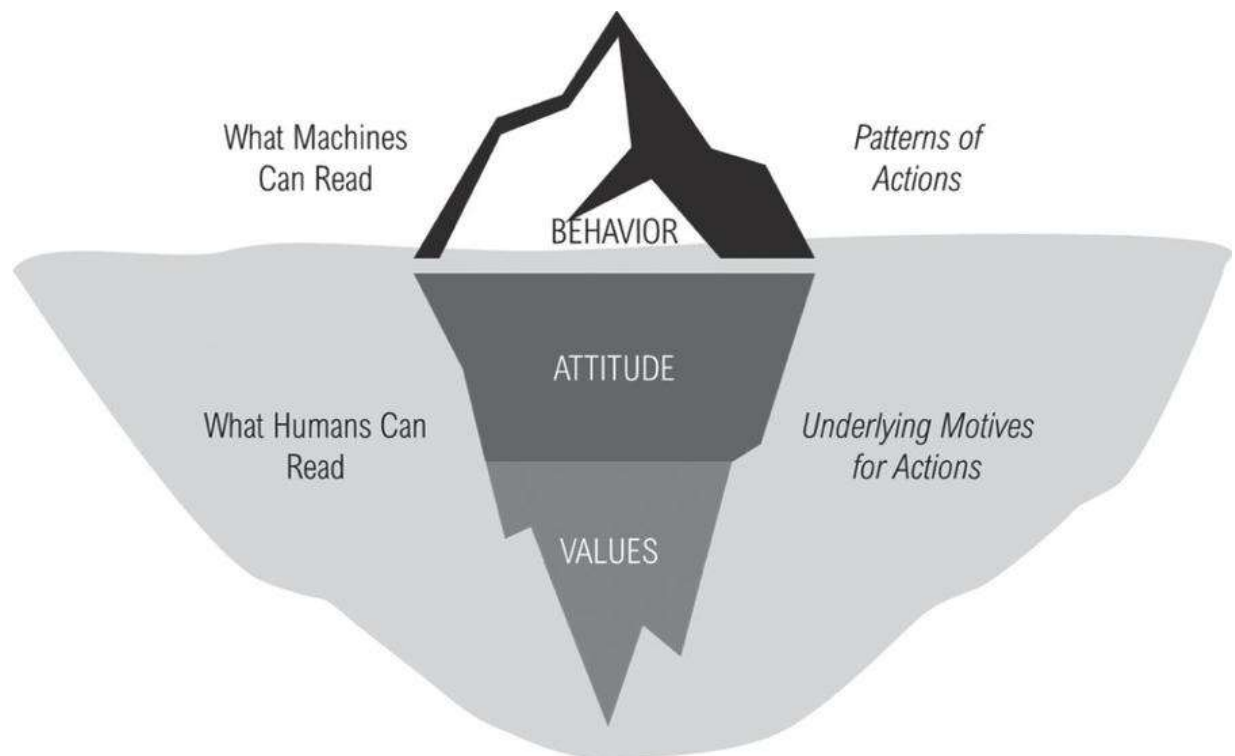 What Machines
Can Read
Patterns of
Actions
BEHAVIOR
ATTITUDE
What Humans Can
Read
Underlying Motives
for Actions
VALUES